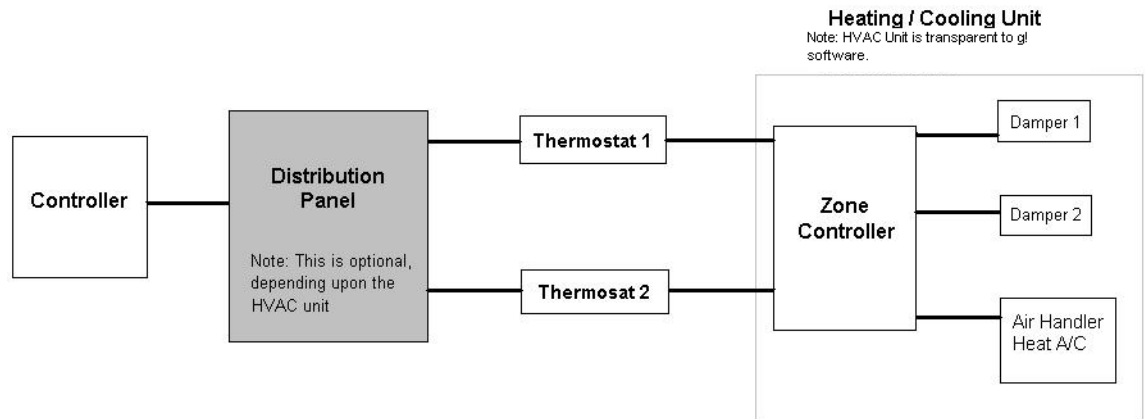 Heating / Cooling Unit
Note: HVAC Unit is transparent to g!
software.
Controller
Distribution
Panel
Note: This is optional,
depending upon the
HVAC unit
Thermostat 1
Thermosat 2
Zone
Controller
Damper 1
Damper 2
Air Handler
Heat A/C